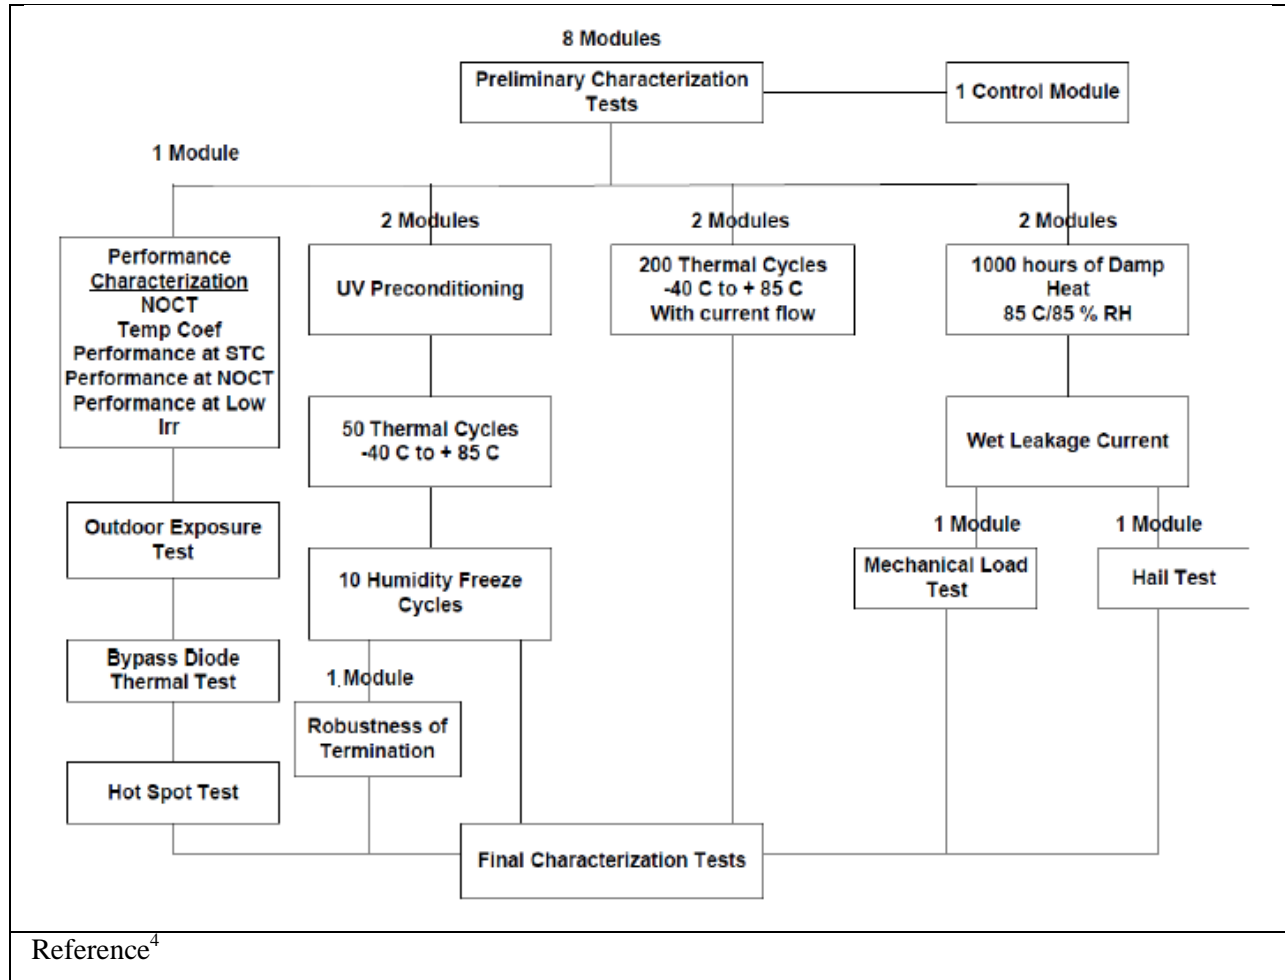 8 Modules
Preliminary Characterization
Tests
1 Control Module
1 Module
Performance
Characterization
NOCT
Temp Coef
Performance at STC
Performance at NOCT
Performance at Low
Irr
Outdoor Exposure
Test
Bypass Diode
Thermal Test
Hot Spot Test
2 Modules
UV Preconditioning
50 Thermal Cycles
-40 C to + 85 C
10 Humidity Freeze
Cycles
1 Module
Robustness of
Termination
2 Modules
200 Thermal Cycles
-40 C to + 85 C
With current flow
2 Modules
1000 hours of Damp
Heat
85 C/85 % RH
Wet Leakage Current
1 Module
Mechanical Load
Test
1 Module
Hail Test
Final Characterization Tests
Reference⁴